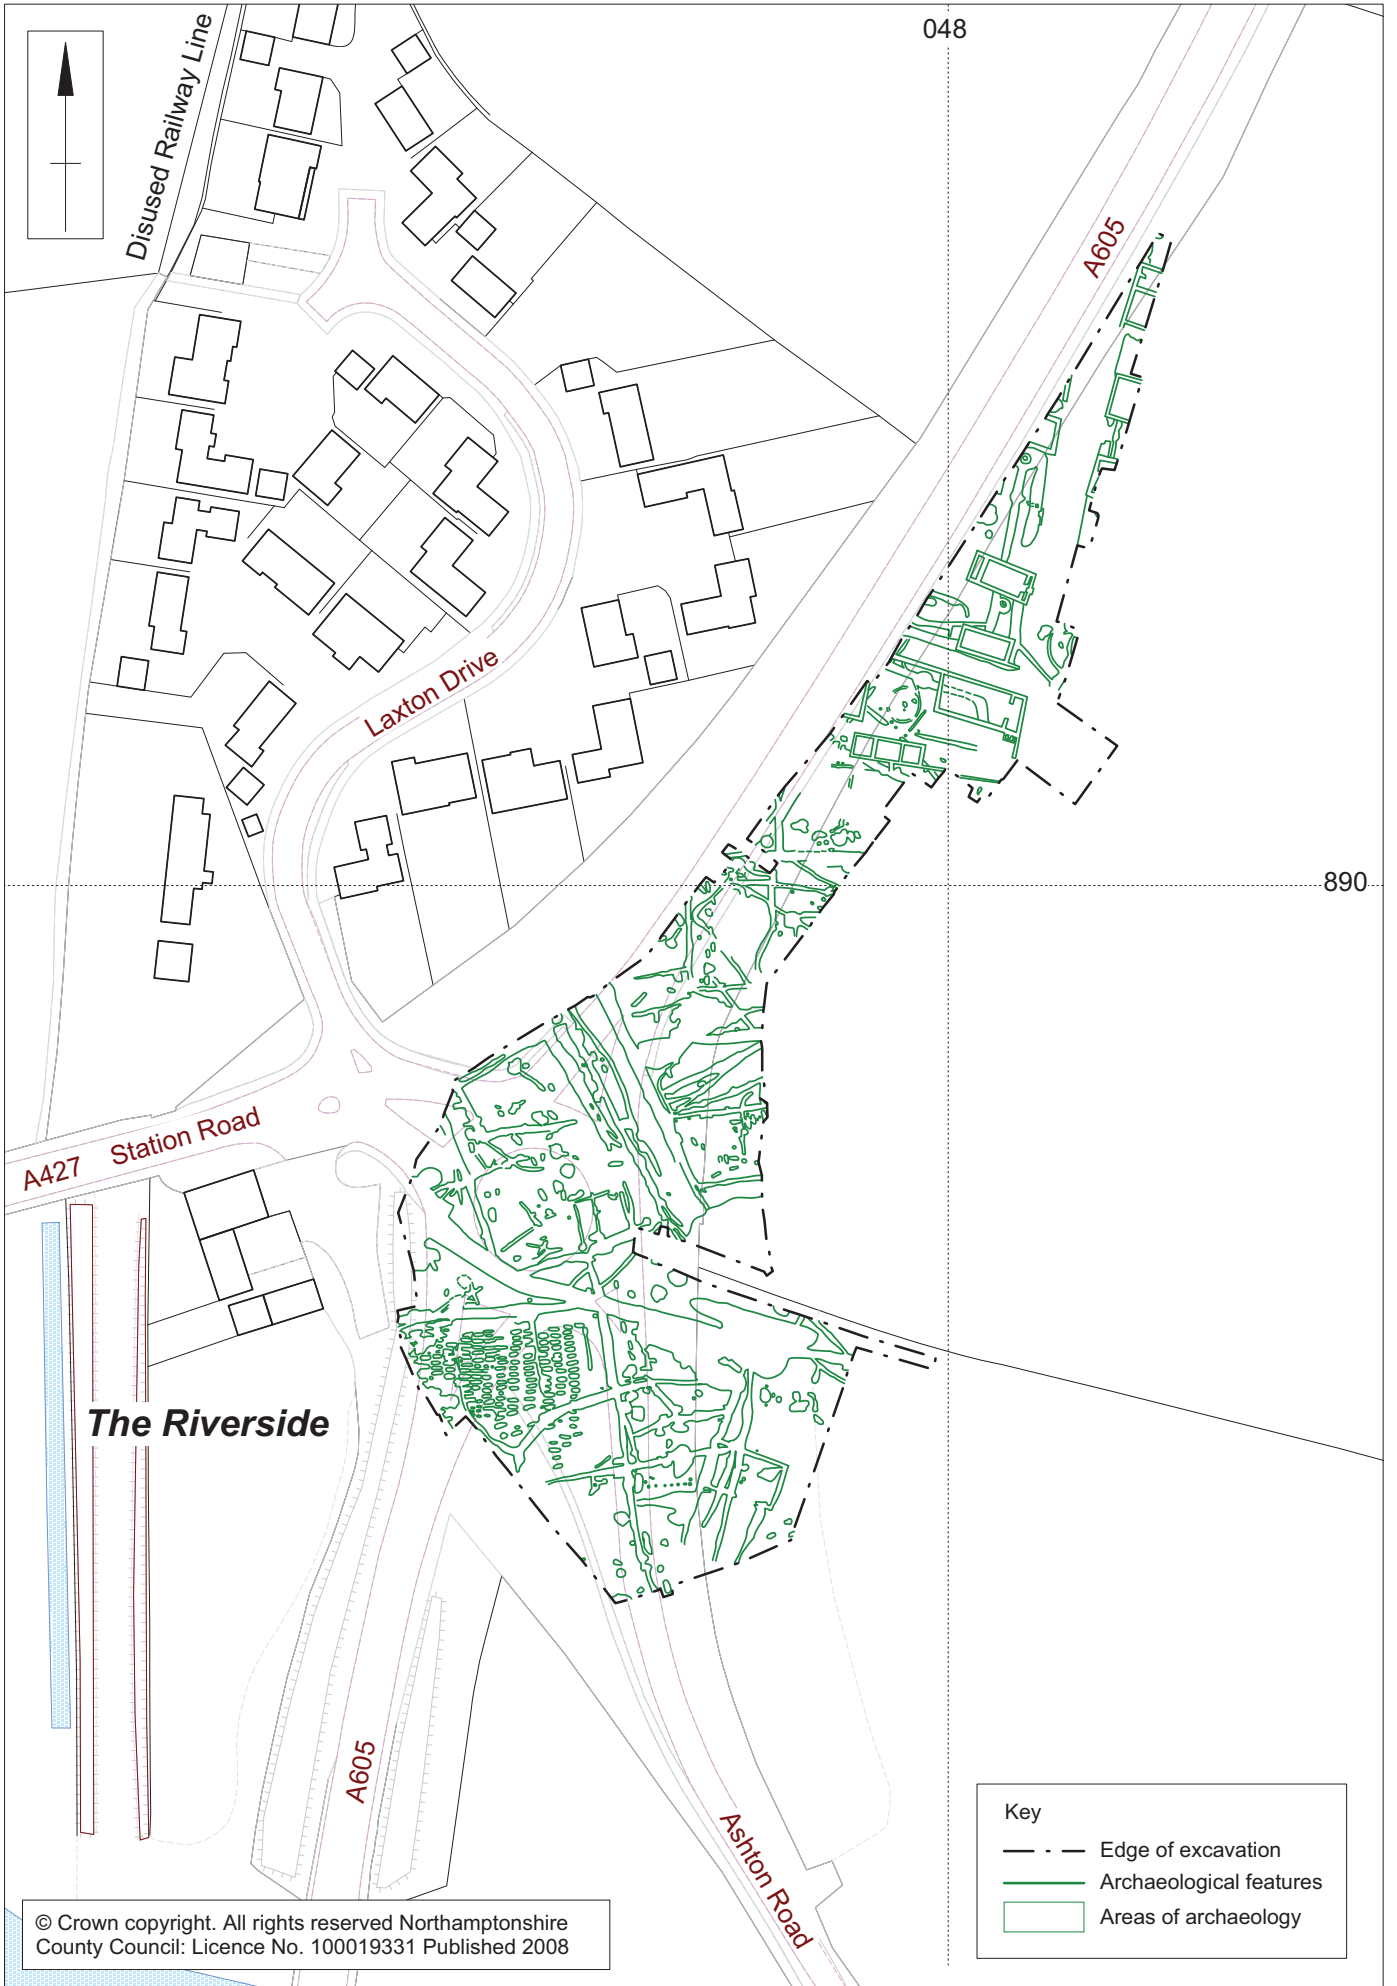 048
Disused Railway Line
A605
Laxton Drive
890
A427 Station Road
The Riverside
A605
Ashton Road
Key
Edge of excavation
Archaeological features
Areas of archaeology
© Crown copyright. All rights reserved Northamptonshire
County Council: Licence No. 100019331 Published 2008